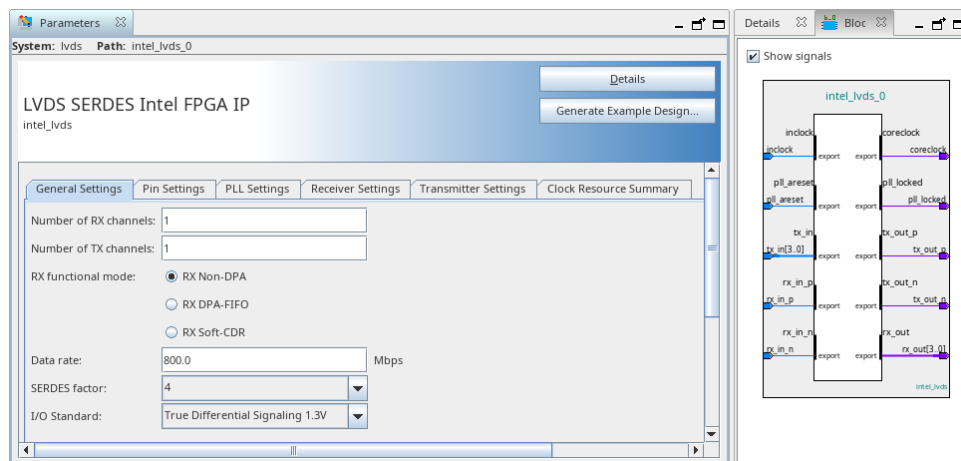 Parameters
System: lvds Path: intel_lvds_0
LVDS SERDES Intel FPGA IP
intel_lvds
Details
Generate Example Design...
General Settings Pin Settings PLL Settings Receiver Settings Transmitter Settings Clock Resource Summary
Number of RX channels: 1
Number of TX channels: 1
RX functional mode: RX Non-DPA
RX DPA-FIFO
RX Soft-CDR
Data rate: 800.0 Mbps
SERDES factor: 4
I/O Standard: True Differential Signaling 1.3V
Details Bloc
Show signals
intel_lvds_0
inclock coreclock
inclock export export coreclock
pll_areset pll_locked
pll_areset export export pll_locked
tx_in tx_out_p
tx_in[3..0] export export tx_out_p
rx_in_p tx_out_n
rx_in_p export export tx_out_n
rx_in_n rx_out
rx_in_n export export rx_out[3..0]
intel_lvds